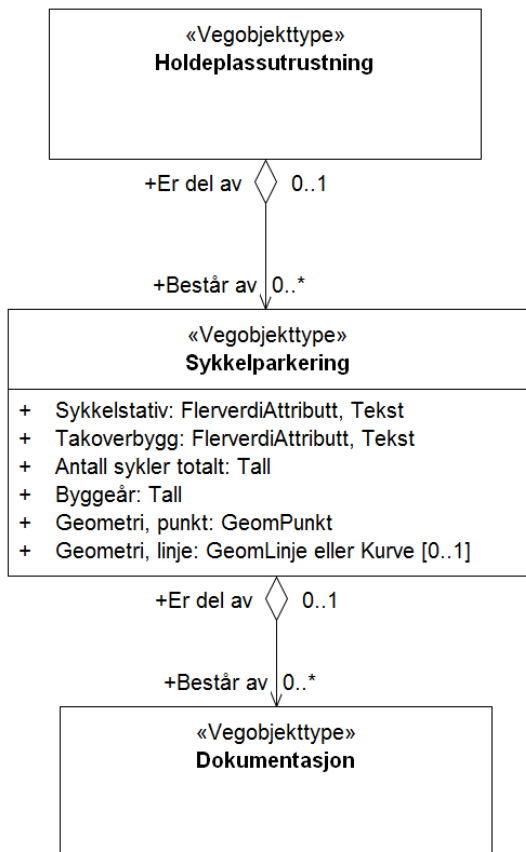 «Vegobjekttype»
Holdeplassutrustning
+Er del av 0..1
+Består av 0..*
«Vegobjekttype»
Sykkelparkering
+ Sykkelstativ: FlerverdiAttributt, Tekst
+ Takoverbygg: FlerverdiAttributt, Tekst
+ Antall sykler totalt: Tall
+ Byggeår: Tall
+ Geometri, punkt: GeomPunkt
+ Geometri, linje: GeomLinje eller Kurve [0..1]
+Er del av 0..1
+Består av 0..*
«Vegobjekttype»
Dokumentasjon